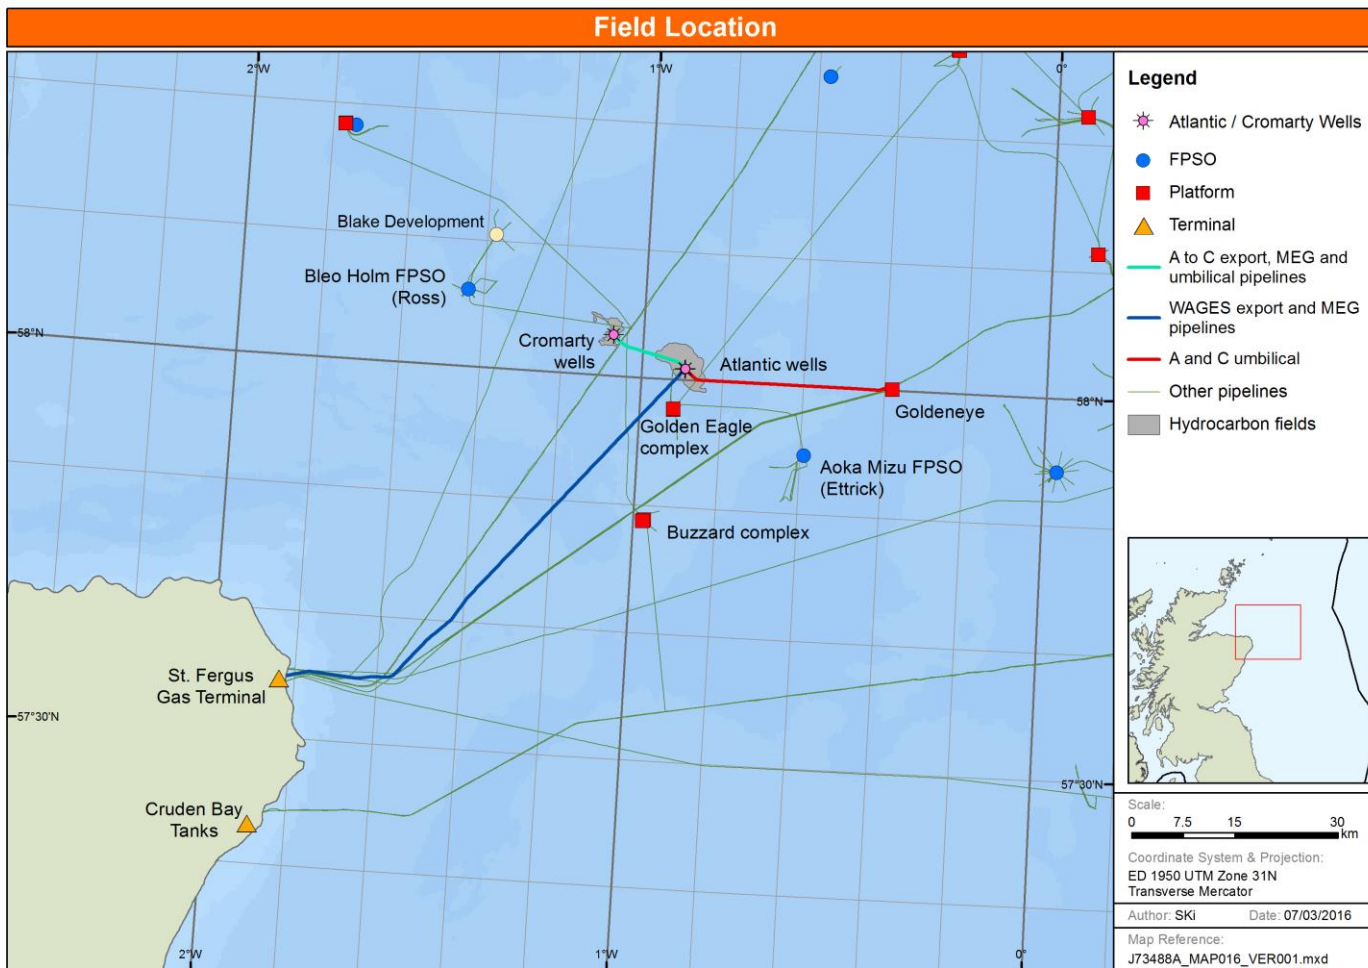 Field Location
2°W
1°W
0°
Blake Development
Bleo Holm FPSO
(Ross)
58°N
Cromarty
wells
Atlantic wells
Goldeneye
58°N
Golden Eagle
complex
Aoka Mizu FPSO
(Ettrick)
Buzzard complex
St. Fergus
Gas Terminal
57°30'N
57°30'N
Cruden Bay
Tanks
2°W
1°W
0°
Legend
Atlantic / Cromarty Wells
FPSO
Platform
Terminal
A to C export, MEG and
umbilical pipelines
WAGES export and MEG
pipelines
A and C umbilical
Other pipelines
Hydrocarbon fields
Scale:
0 7.5 15 30
km
Coordinate System & Projection:
ED 1950 UTM Zone 31N
Transverse Mercator
Author: SKi Date: 07/03/2016
Map Reference:
J73488A_MAP016_VER001.mxd